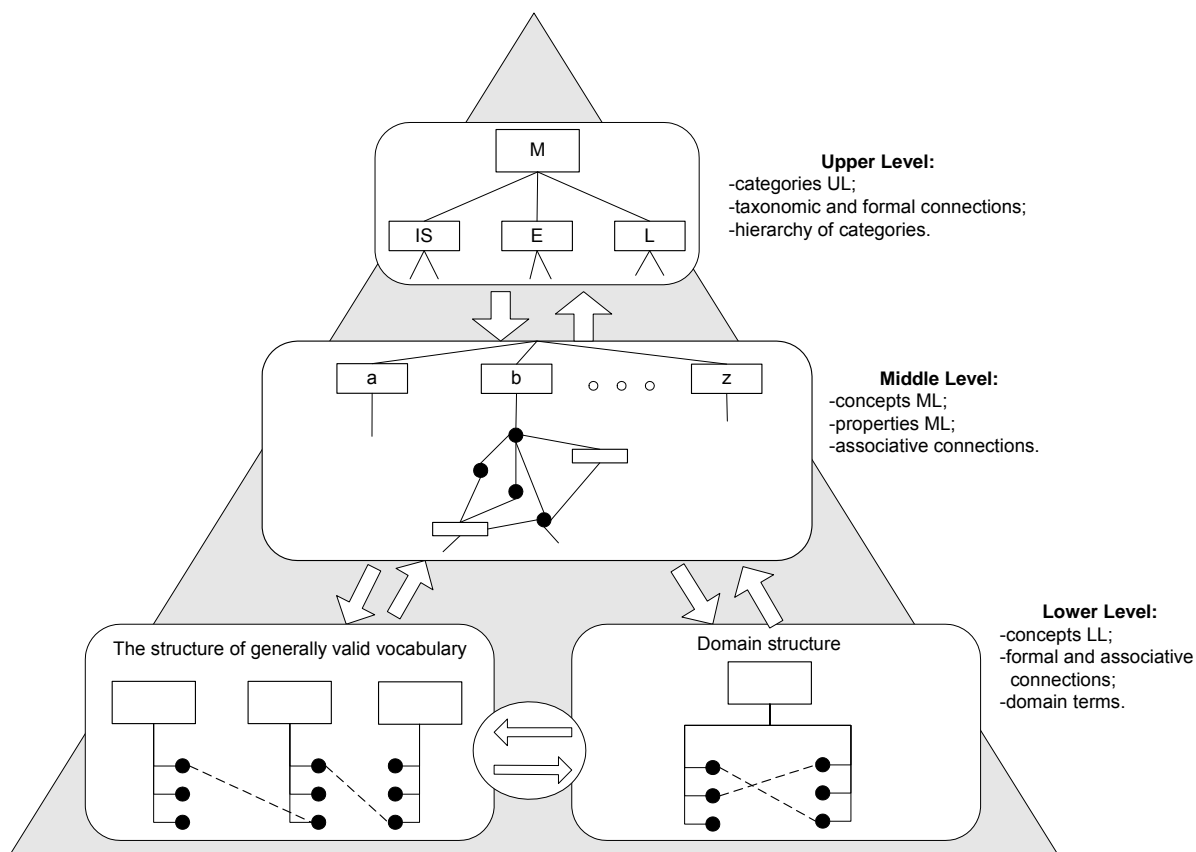 M
IS
E
L
Upper Level:
-categories UL;
-taxonomic and formal connections;
-hierarchy of categories.
a
b
z
Middle Level:
-concepts ML;
-properties ML;
-associative connections.
The structure of generally valid vocabulary
Domain structure
Lower Level:
-concepts LL;
-formal and associative
connections;
-domain terms.